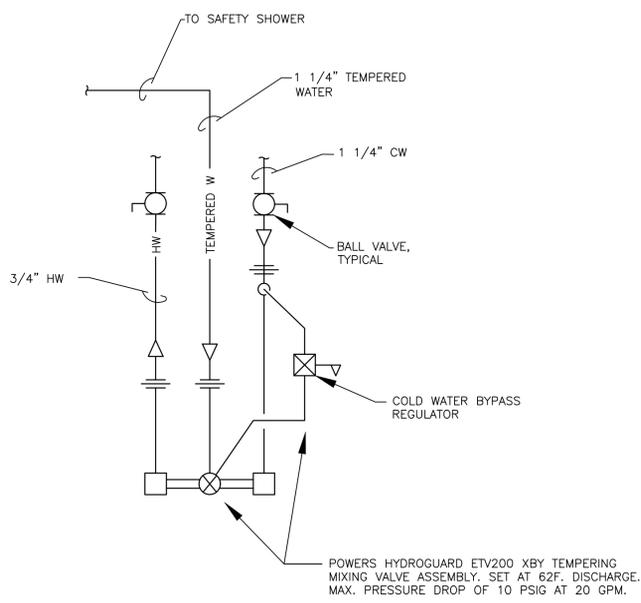 TO SAFETY SHOWER
1 1/4" TEMPERED
WATER
1 1/4" CW
HW
TEMPERED W
BALL VALVE,
TYPICAL
3/4" HW
COLD WATER BYPASS
REGULATOR
POWERS HYDROGUARD ETV200 XBY TEMPERING
MIXING VALVE ASSEMBLY. SET AT 62F. DISCHARGE.
MAX. PRESSURE DROP OF 10 PSIG AT 20 GPM.